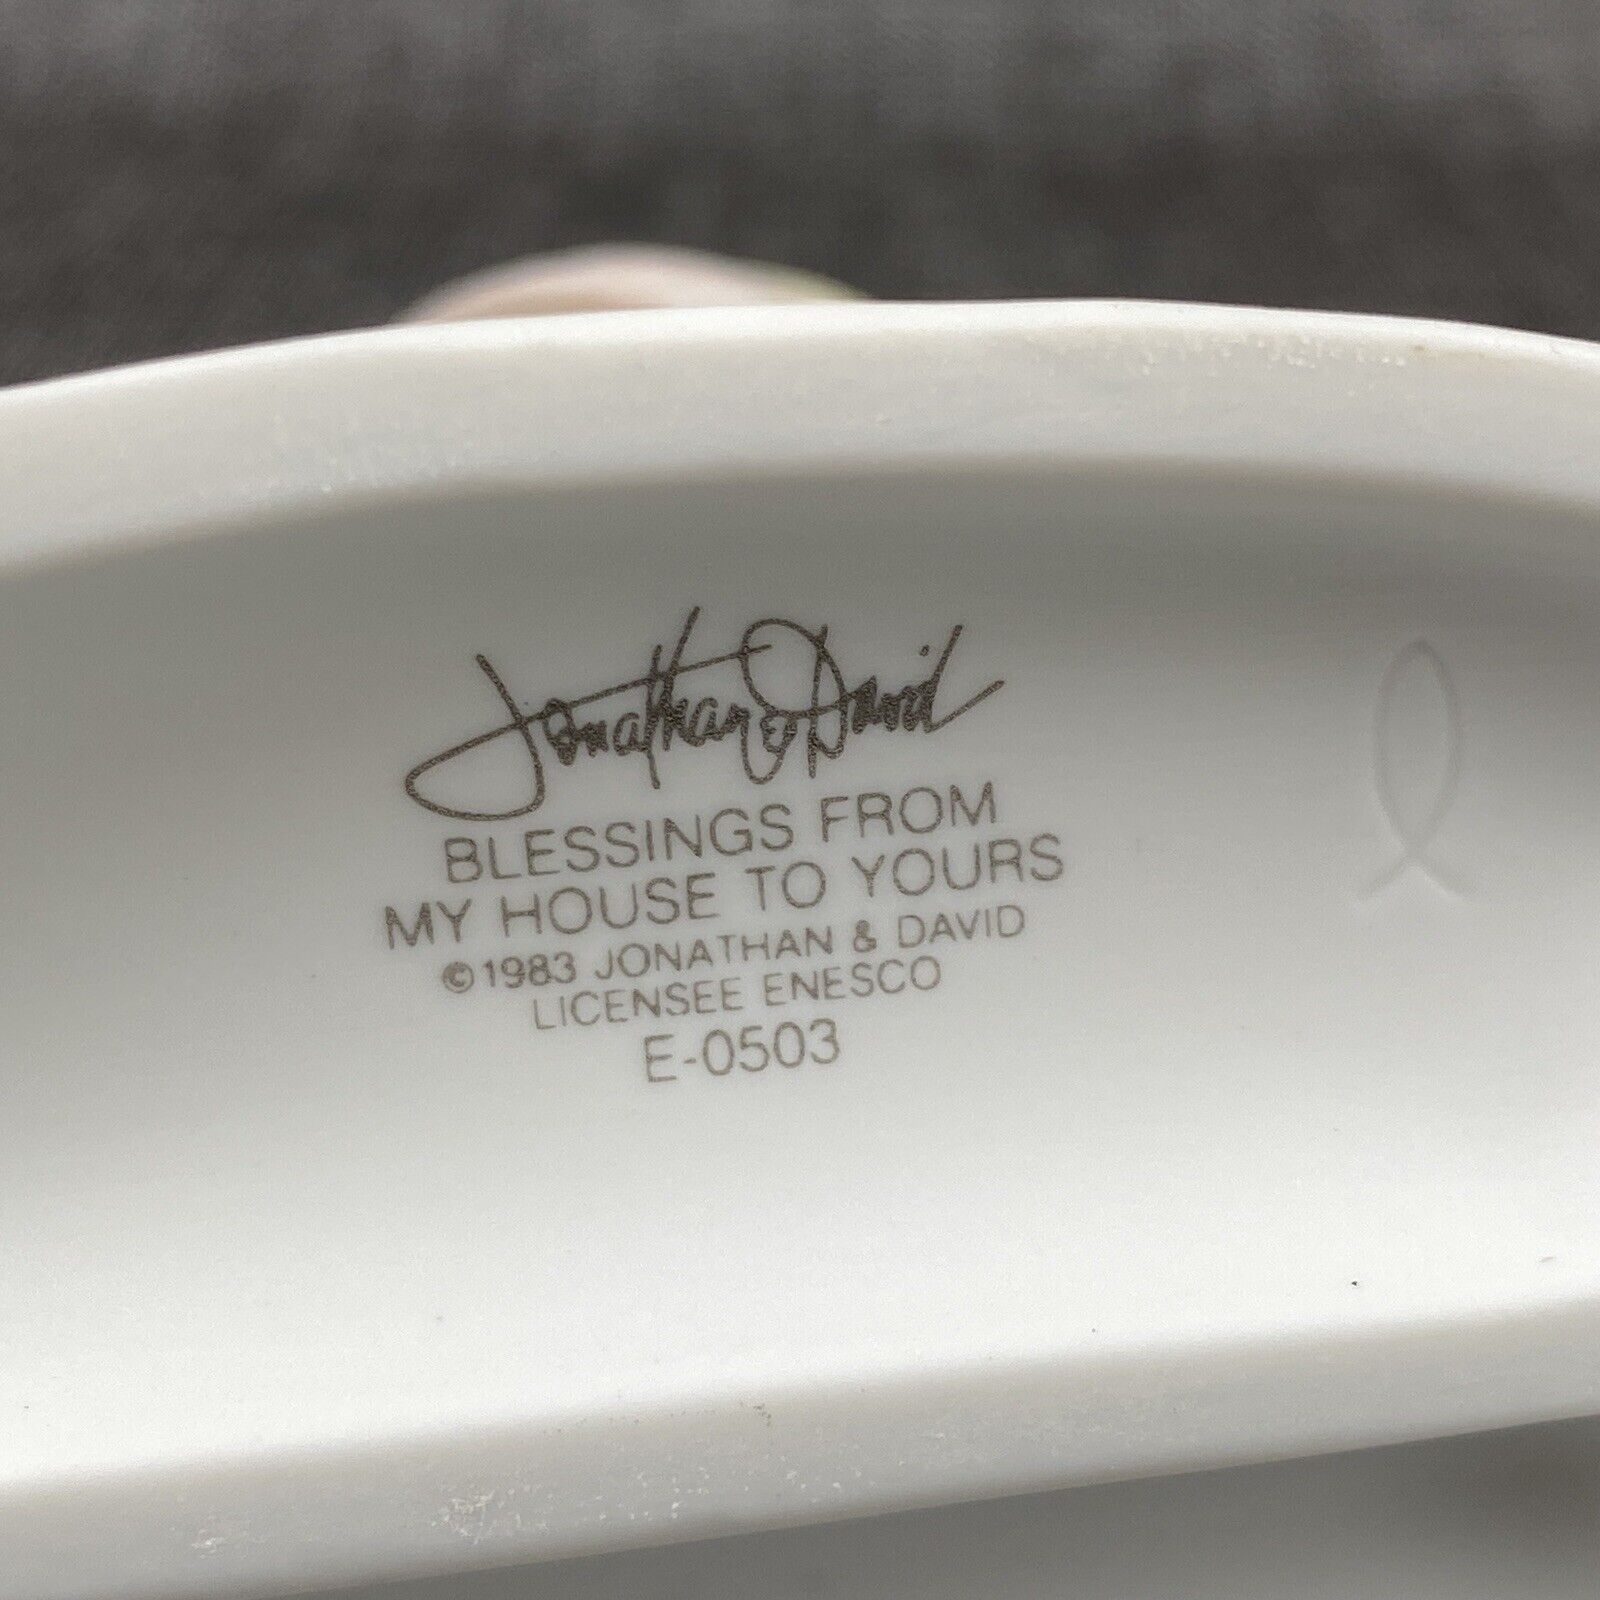 Jonathan & David
BLESSINGS FROM
MY HOUSE TO YOURS
©1983 JONATHAN & DAVID
LICENSEE ENESCO
E-0503